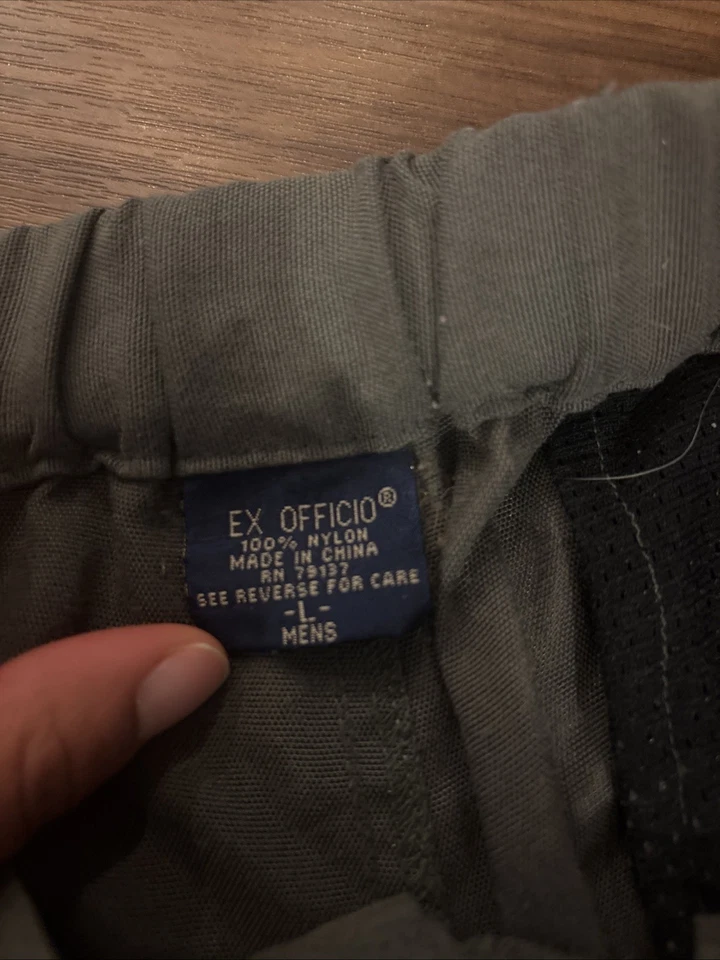 EX OFFICIO®
100% NYLON
MADE IN CHINA
RN 79137
SEE REVERSE FOR CARE
-L-
MENS